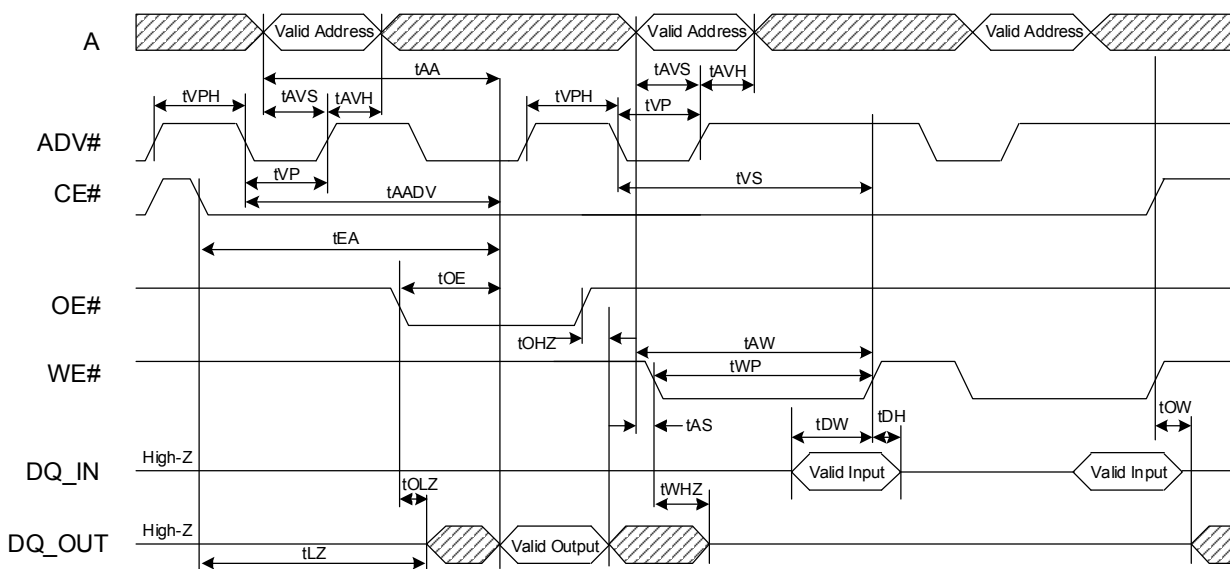 A
Valid Address
Valid Address
Valid Address
tAA
tAVS
tAVH
tVPH
tAVS
tAVH
tVPH
tVP
ADV#
tVP
tVS
CE#
tAADV
tEA
tOE
OE#
tOHZ
tAW
WE#
tWP
tAS
tDW
tDH
tOW
DQ_IN
High-Z
Valid Input
Valid Input
tOLZ
tWHZ
DQ_OUT
High-Z
Valid Output
tLZ